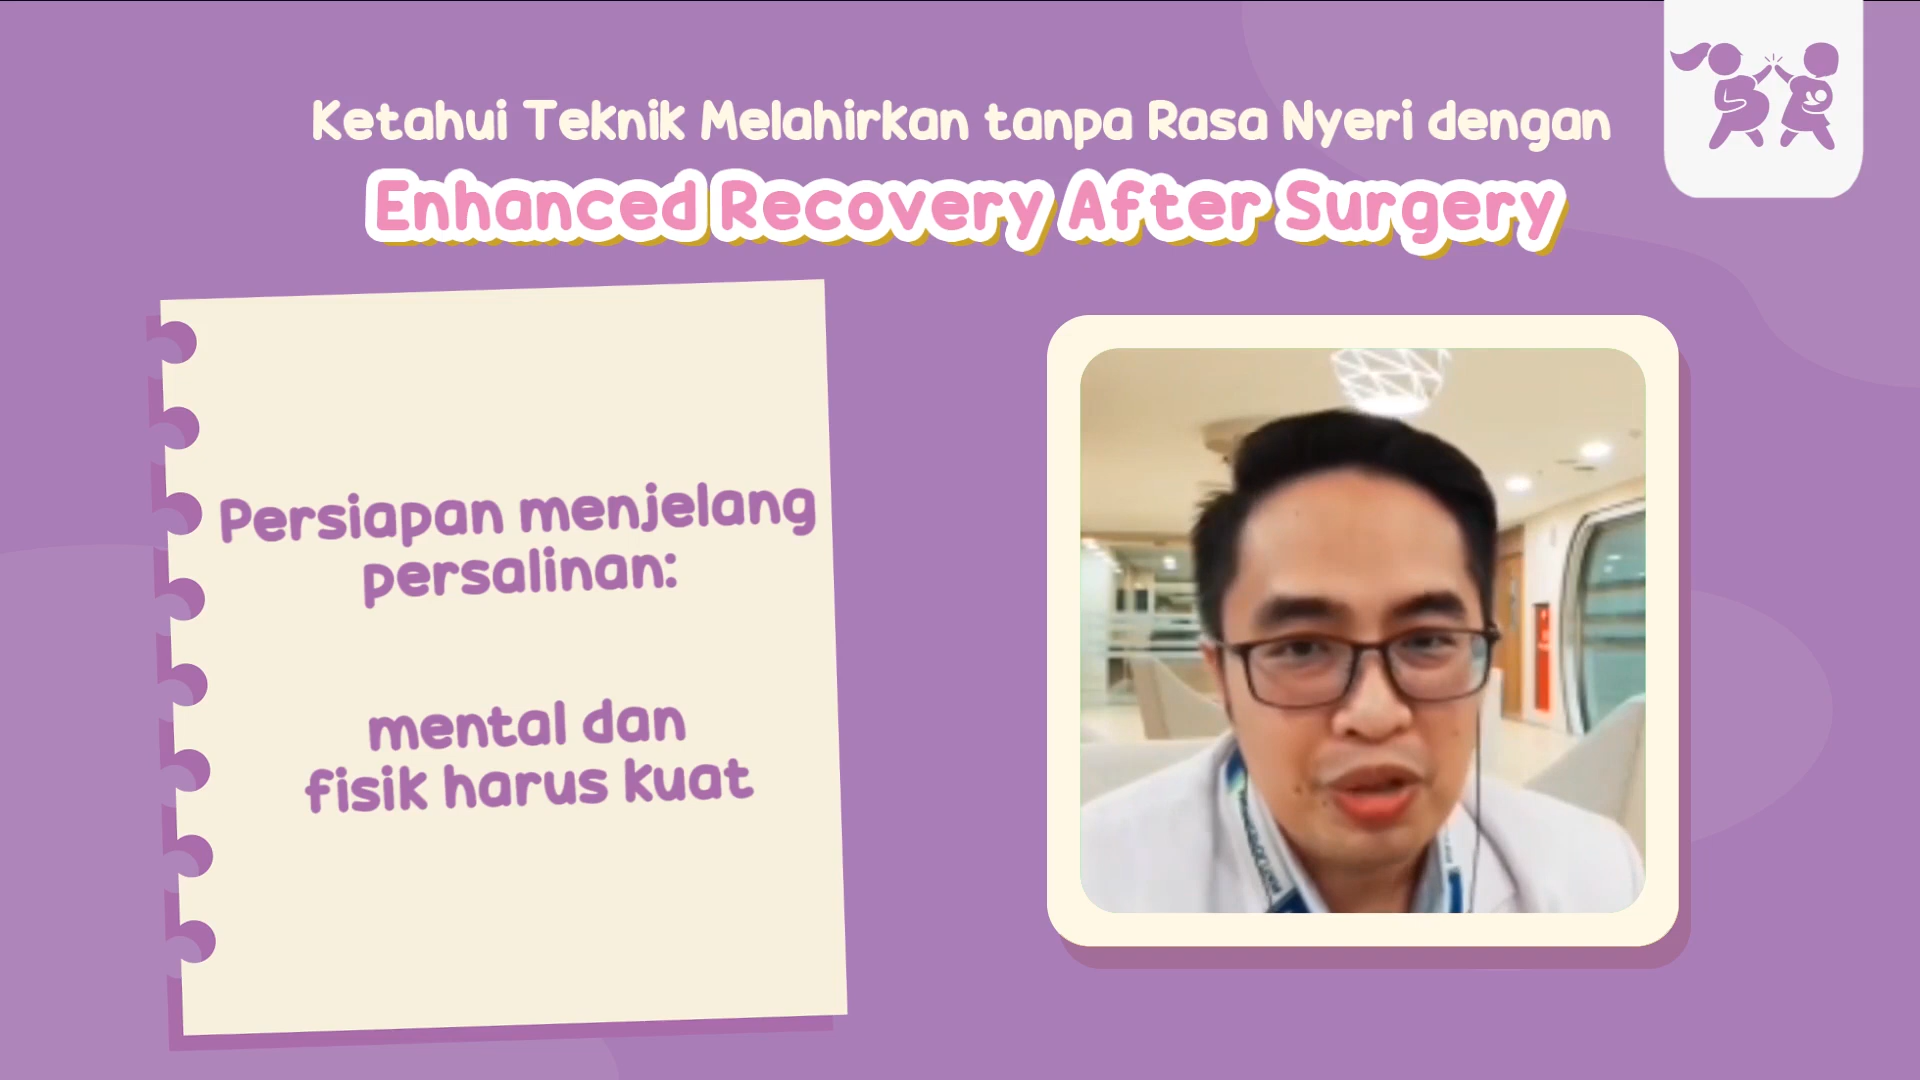 Ketahui Teknik Melahirkan tanpa Rasa Nyeri dengan
Enhanced Recovery After Surgery
Persiapan menjelang
persalinan:
mental dan
fisik harus kuat